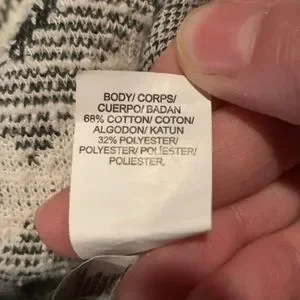 BODY/ CORPS/
CUERPO/ BADAN
68% COTTON/ COTON/
ALGODON/ KATUN
32% POLYESTER/
POLYESTER/ POLIESTER/
POLIESTER.